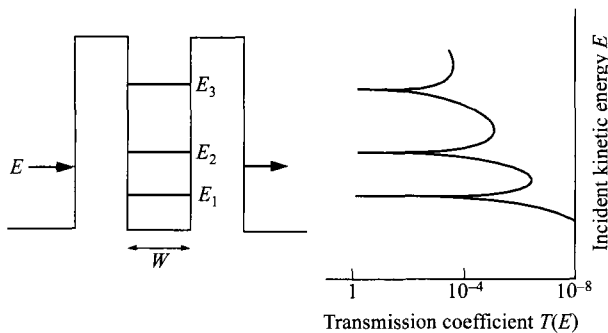 E
E₃
E₂
E₁
W
Incident kinetic energy E
1
10⁻⁴
10⁻⁸
Transmission coefficient T(E)